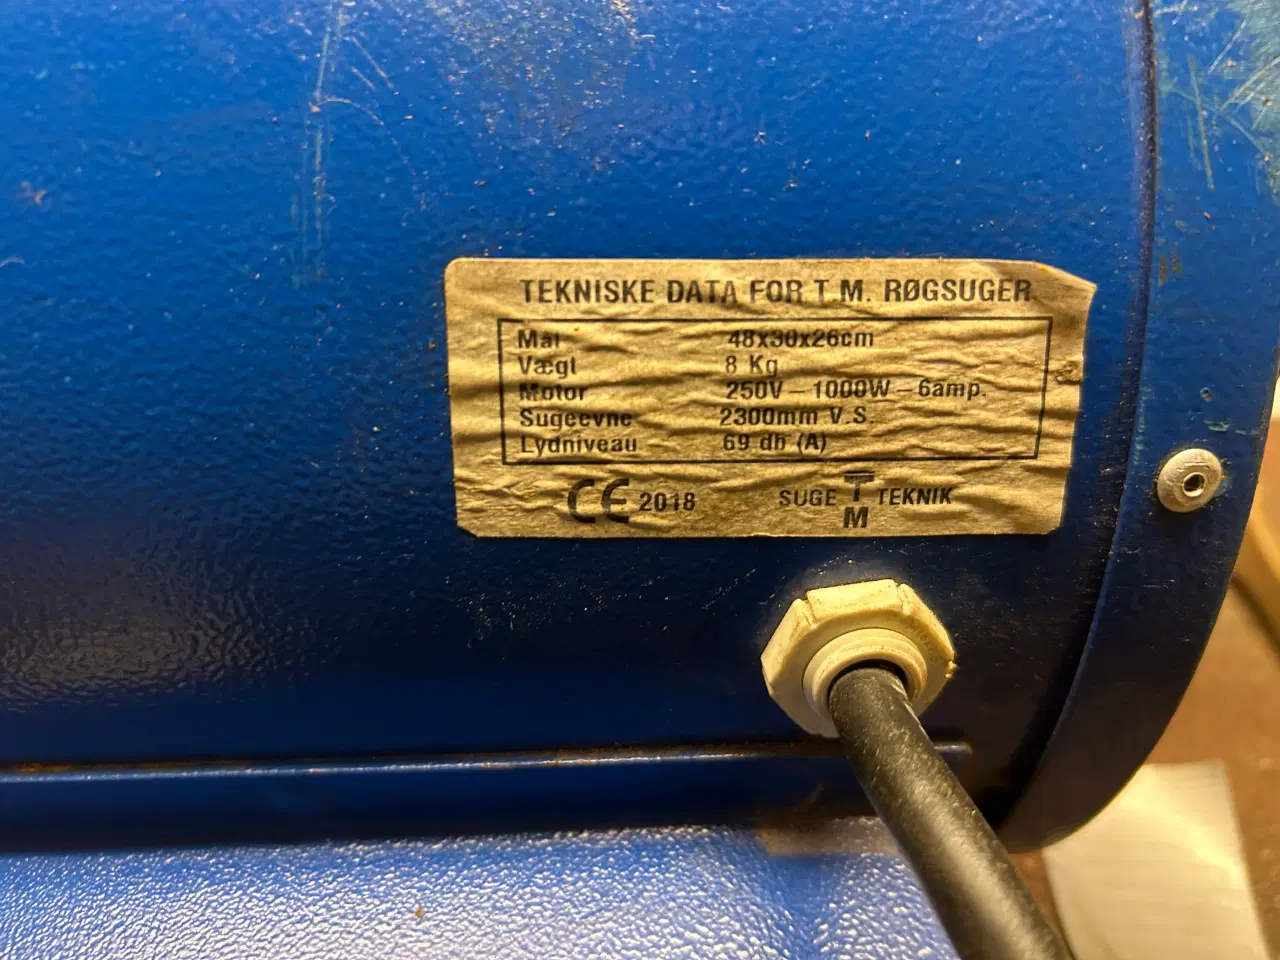 TEKNISKE DATA FOR T.M. RØGSUGER
Mål 48x30x26cm
Vægt 8 Kg
Motor 250V – 1000W – 6amp.
Sugeevne 2300mm V.S.
Lydniveau 69 db (A)
CE 2018 SUGE TM TEKNIK